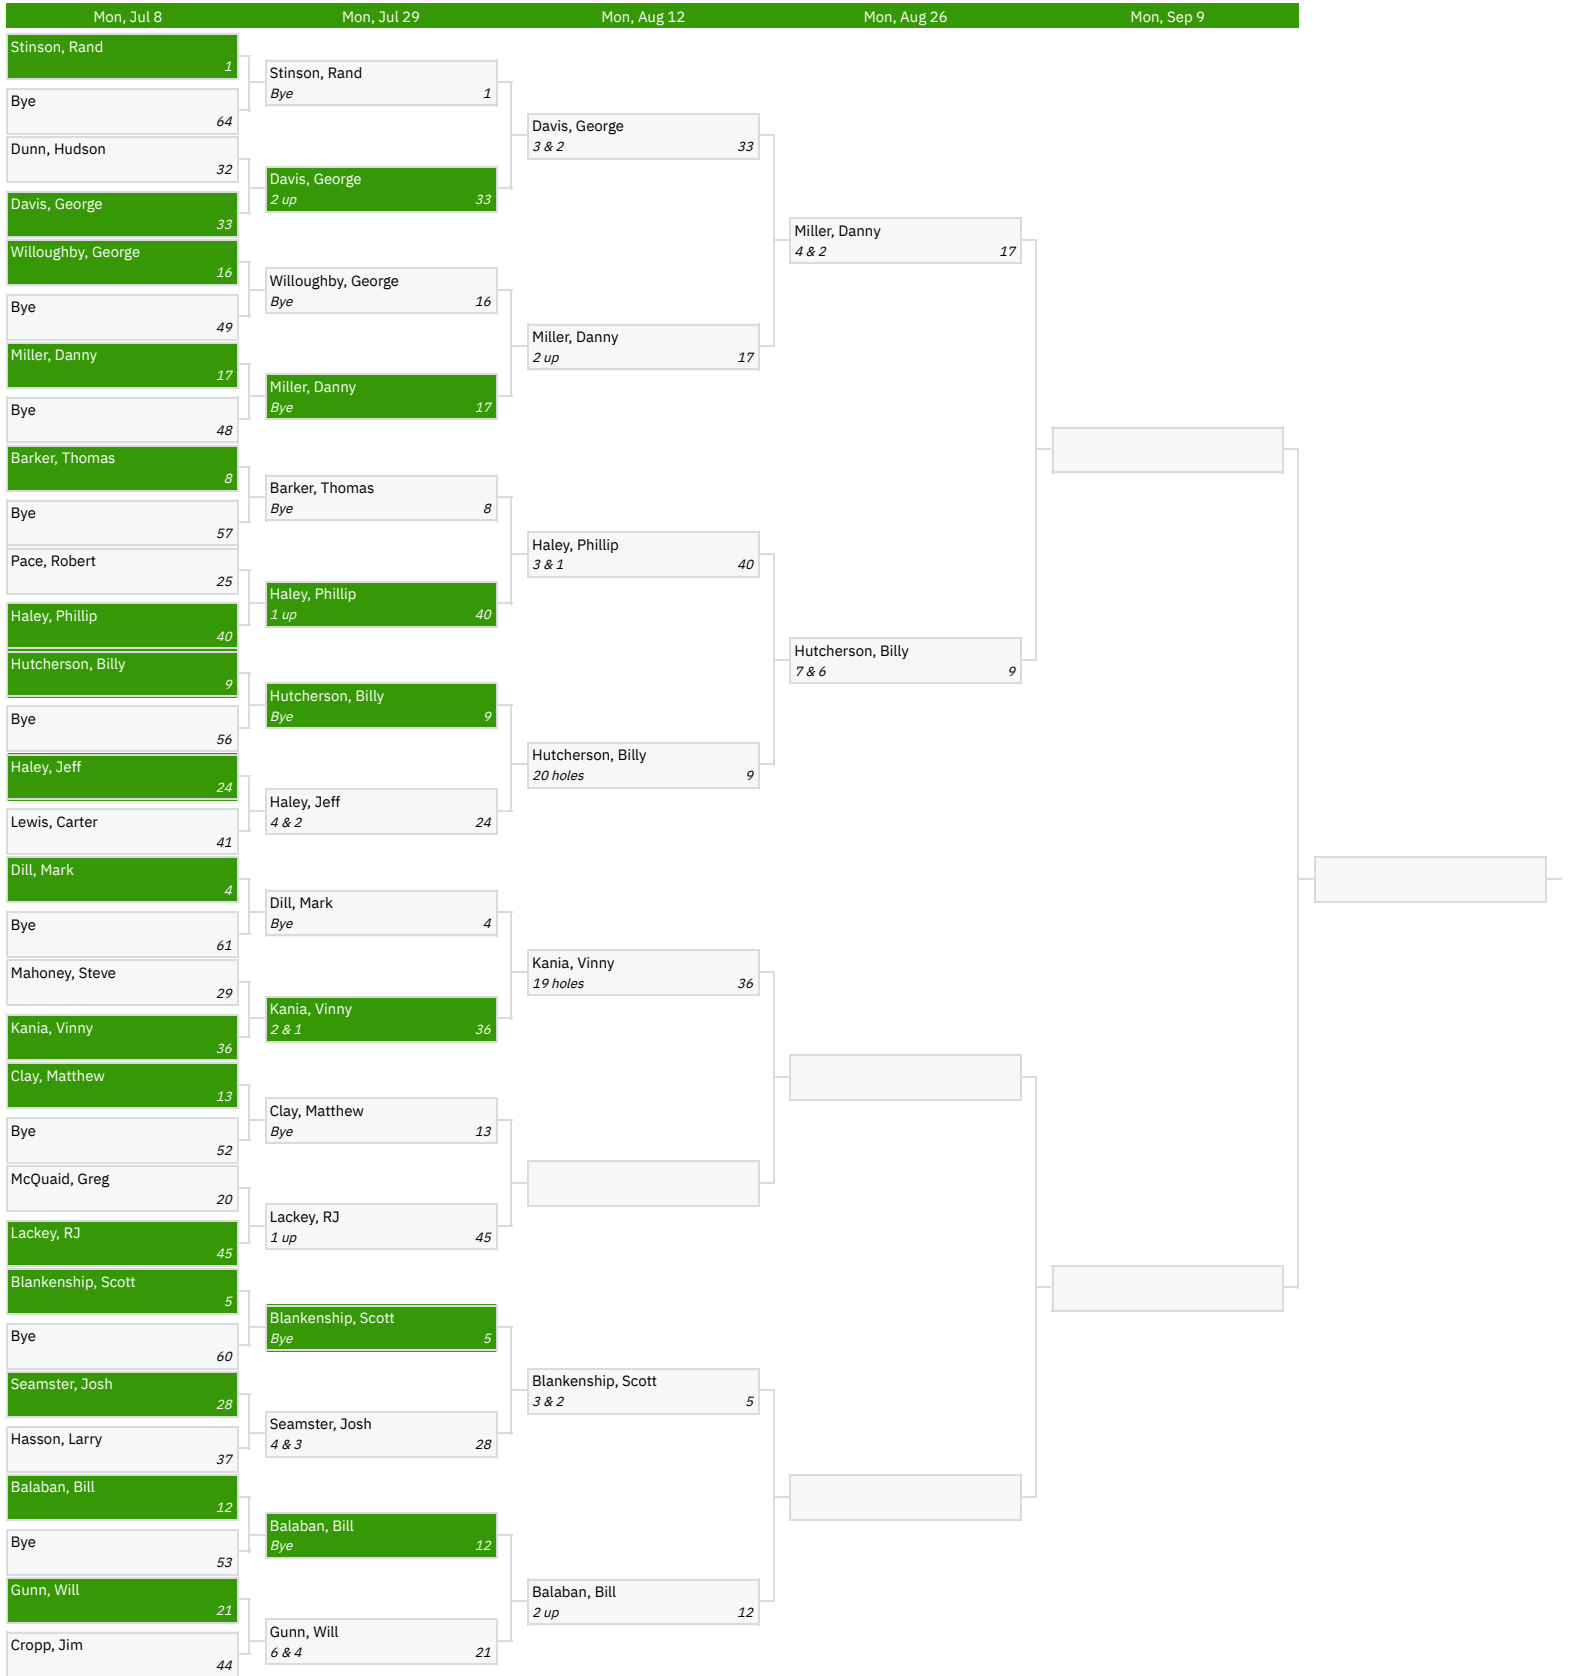 Mon, Jul 8
Mon, Jul 29
Mon, Aug 12
Mon, Aug 26
Mon, Sep 9
Stinson, Rand
1
Bye
64
Dunn, Hudson
32
Davis, George
33
Willoughby, George
16
Bye
49
Miller, Danny
17
Bye
48
Barker, Thomas
8
Bye
57
Pace, Robert
25
Haley, Phillip
40
Hutcherson, Billy
9
Bye
56
Haley, Jeff
24
Lewis, Carter
41
Dill, Mark
4
Bye
61
Mahoney, Steve
29
Kania, Vinny
36
Clay, Matthew
13
Bye
52
McQuaid, Greg
20
Lackey, RJ
45
Blankenship, Scott
5
Bye
60
Seamster, Josh
28
Hasson, Larry
37
Balaban, Bill
12
Bye
53
Gunn, Will
21
Cropp, Jim
44
Stinson, Rand
Bye 1
Davis, George
2 up 33
Willoughby, George
Bye 16
Miller, Danny
Bye 17
Barker, Thomas
Bye 8
Haley, Phillip
1 up 40
Hutcherson, Billy
Bye 9
Haley, Jeff
4 & 2 24
Dill, Mark
Bye 4
Kania, Vinny
2 & 1 36
Clay, Matthew
Bye 13
Lackey, RJ
1 up 45
Blankenship, Scott
Bye 5
Seamster, Josh
4 & 3 28
Balaban, Bill
Bye 12
Gunn, Will
6 & 4 21
Davis, George
3 & 2 33
Miller, Danny
2 up 17
Haley, Phillip
3 & 1 40
Hutcherson, Billy
20 holes 9
Kania, Vinny
19 holes 36
Blankenship, Scott
3 & 2 5
Balaban, Bill
2 up 12
Miller, Danny
4 & 2 17
Hutcherson, Billy
7 & 6 9